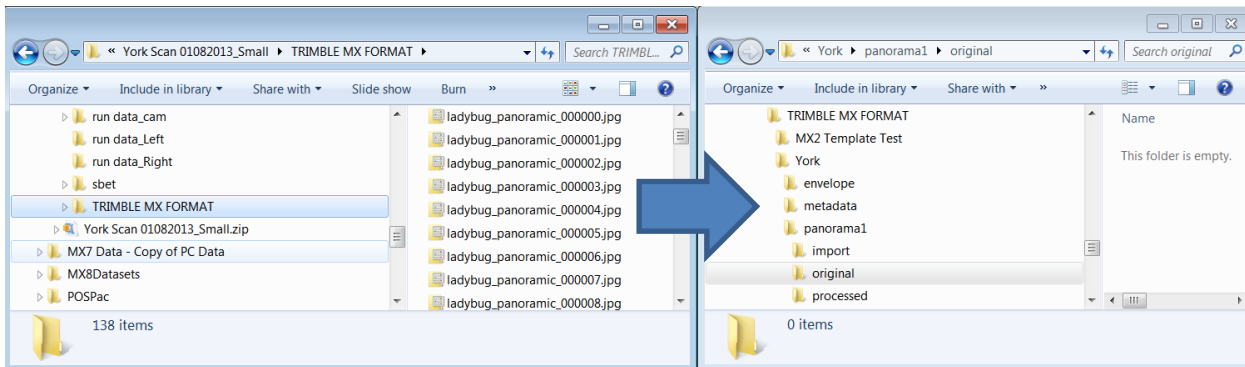 « York Scan 01082013_Small TRIMBLE MX FORMAT
Search TRIMBL...
Organize Include in library Share with Slide show Burn »
run data_cam
run data_Left
run data_Right
sbet
TRIMBLE MX FORMAT
York Scan 01082013_Small.zip
MX7 Data - Copy of PC Data
MX8Datasets
POSPac
ladybug_panoramic_000000.jpg
ladybug_panoramic_000001.jpg
ladybug_panoramic_000002.jpg
ladybug_panoramic_000003.jpg
ladybug_panoramic_000004.jpg
ladybug_panoramic_000005.jpg
ladybug_panoramic_000006.jpg
ladybug_panoramic_000007.jpg
ladybug_panoramic_000008.jpg
138 items
« York panorama1 original
Search original
Organize Include in library Share with »
TRIMBLE MX FORMAT
MX2 Template Test
York
envelope
metadata
panorama1
import
original
processed
Name
This folder is empty.
0 items